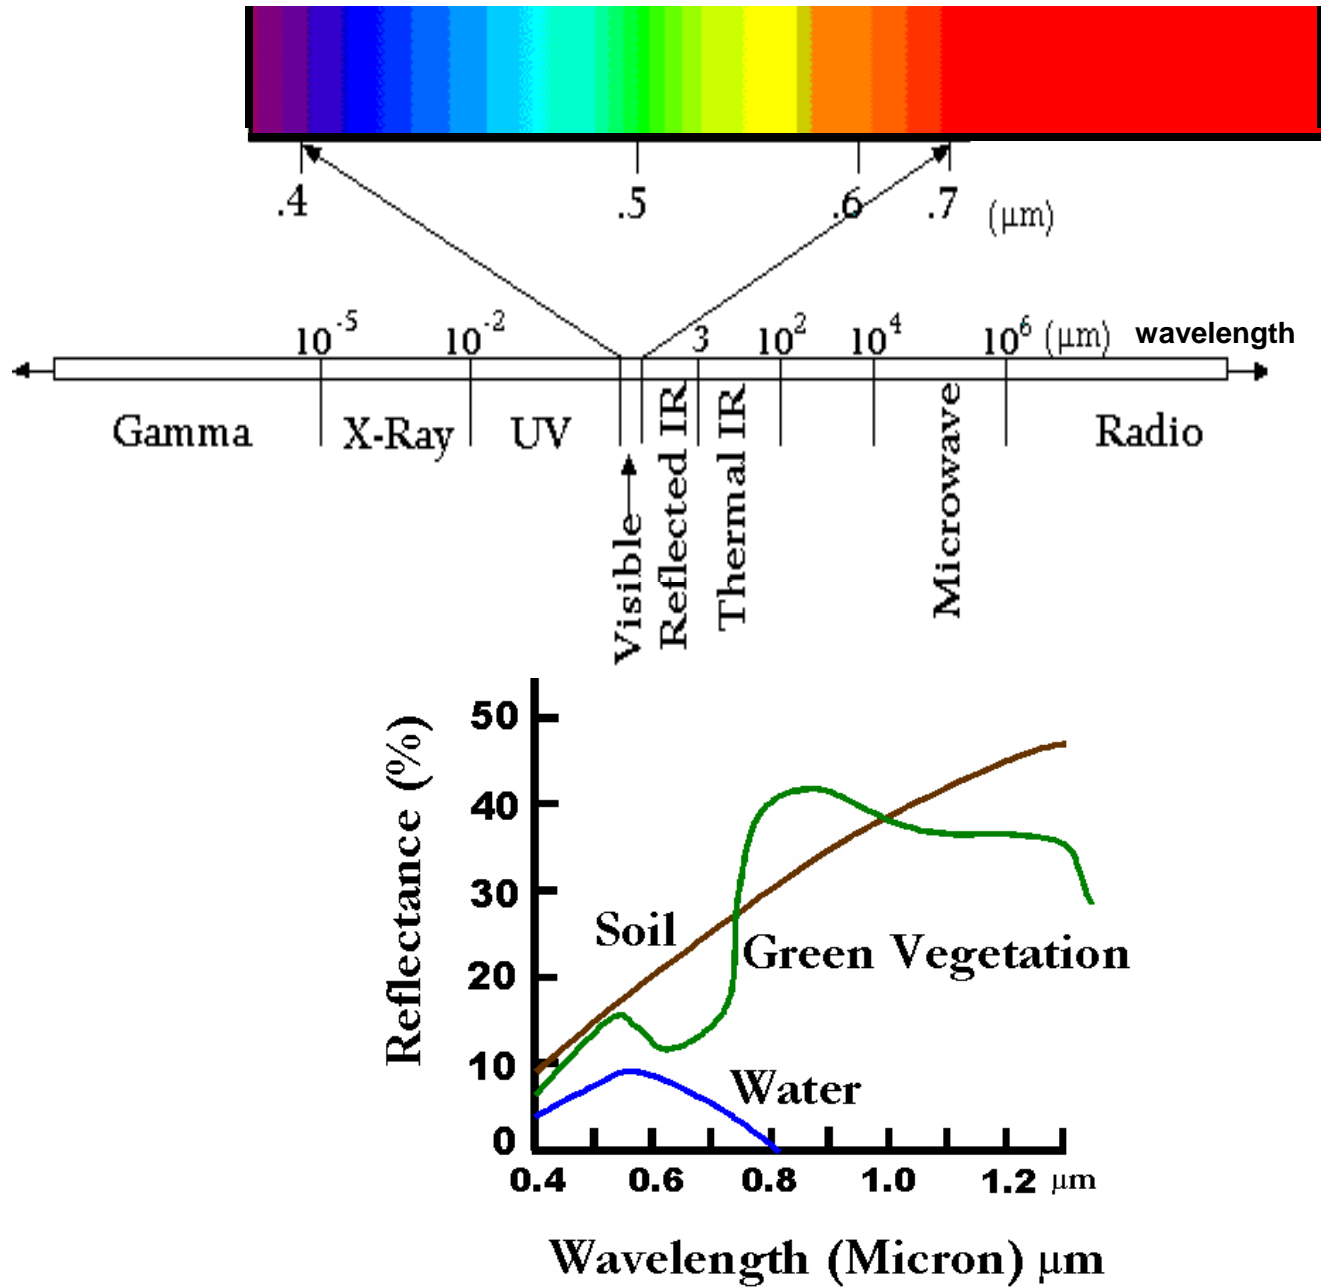 .4 .5 .6 .7 (μm)
10-5 10-2 3 10² 10⁴ 10⁶ (μm) wavelength
Gamma X-Ray UV Visible Reflected IR Thermal IR Microwave Radio
Reflectance (%)
50
40
30
20
10
0
Soil
Green Vegetation
Water
0.4 0.6 0.8 1.0 1.2 μm
Wavelength (Micron) μm